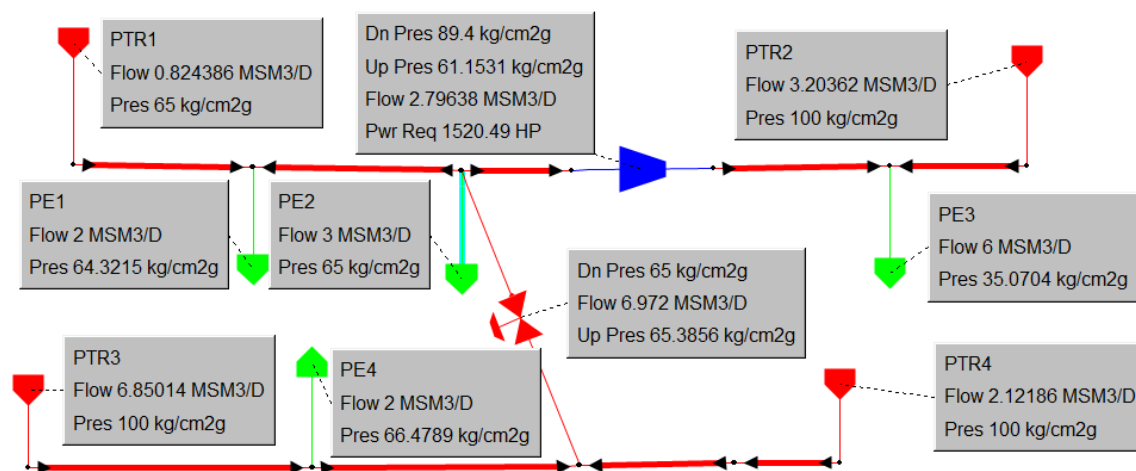 PTR1
Flow 0.824386 MSM3/D
Pres 65 kg/cm2g
Dn Pres 89.4 kg/cm2g
Up Pres 61.1531 kg/cm2g
Flow 2.79638 MSM3/D
Pwr Req 1520.49 HP
PTR2
Flow 3.20362 MSM3/D
Pres 100 kg/cm2g
PE1
Flow 2 MSM3/D
Pres 64.3215 kg/cm2g
PE2
Flow 3 MSM3/D
Pres 65 kg/cm2g
PE3
Flow 6 MSM3/D
Pres 35.0704 kg/cm2g
Dn Pres 65 kg/cm2g
Flow 6.972 MSM3/D
Up Pres 65.3856 kg/cm2g
PTR3
Flow 6.85014 MSM3/D
Pres 100 kg/cm2g
PE4
Flow 2 MSM3/D
Pres 66.4789 kg/cm2g
PTR4
Flow 2.12186 MSM3/D
Pres 100 kg/cm2g